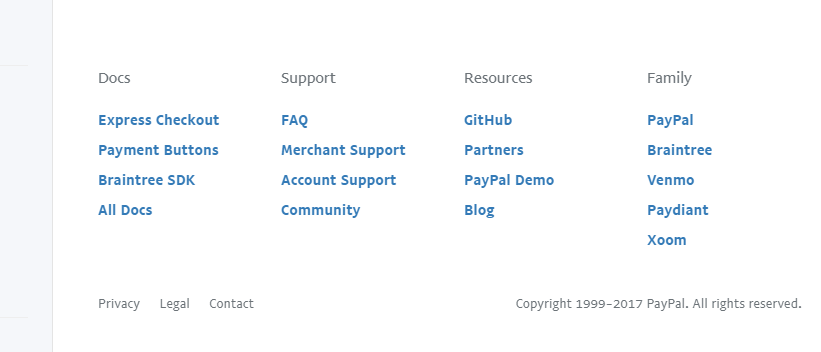 Docs
Express Checkout
Payment Buttons
Braintree SDK
All Docs
Support
FAQ
Merchant Support
Account Support
Community
Resources
GitHub
Partners
PayPal Demo
Blog
Family
PayPal
Braintree
Venmo
Paydiant
Xoom
Privacy Legal Contact
Copyright 1999–2017 PayPal. All rights reserved.